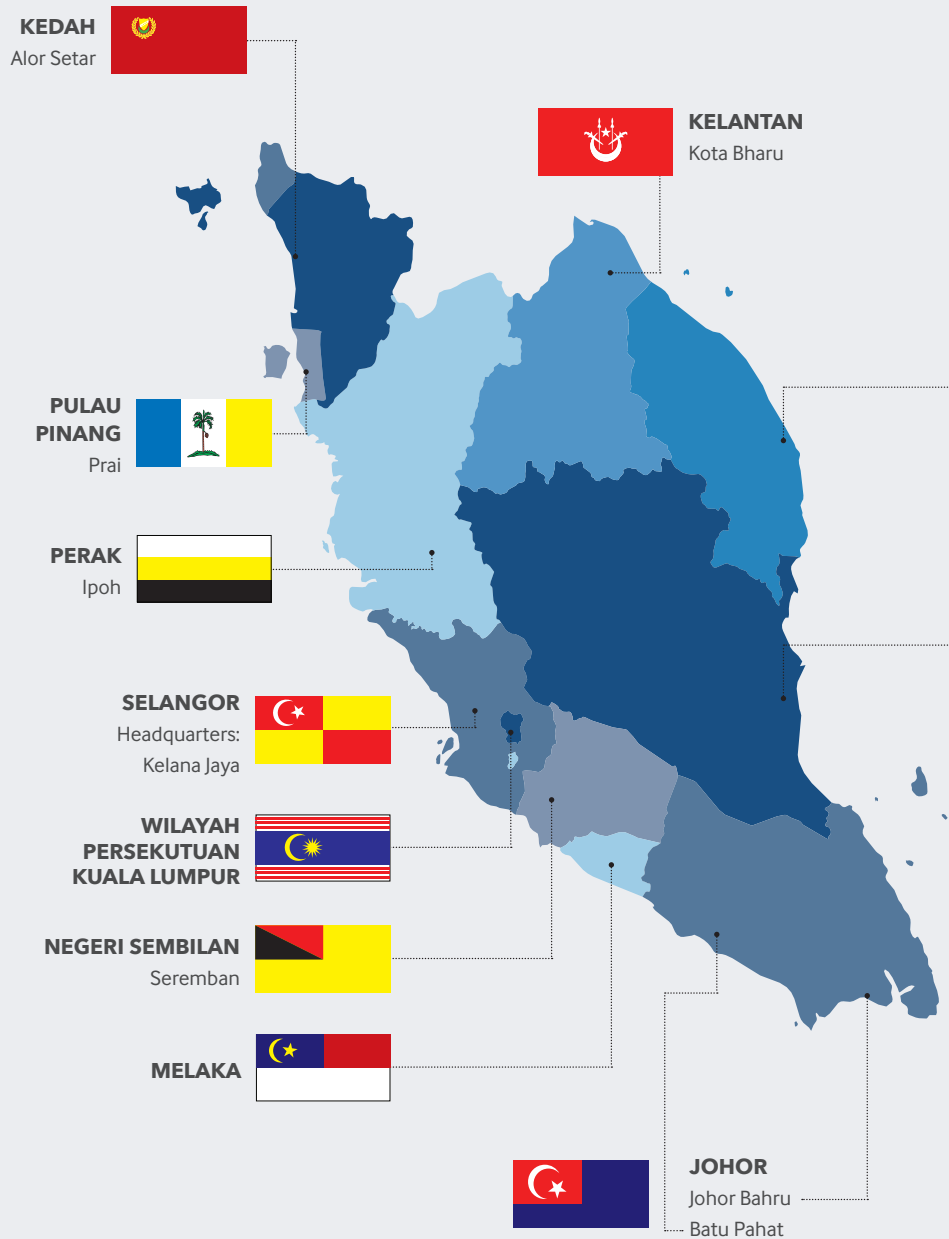 KEDAH
Alor Setar
KELANTAN
Kota Bharu
PULAU
PINANG
Prai
PERAK
Ipoh
SELANGOR
Headquarters:
Kelana Jaya
WILAYAH
PERSEKUTUAN
KUALA LUMPUR
NEGERI SEMBILAN
Seremban
MELAKA
JOHOR
Johor Bahru
Batu Pahat